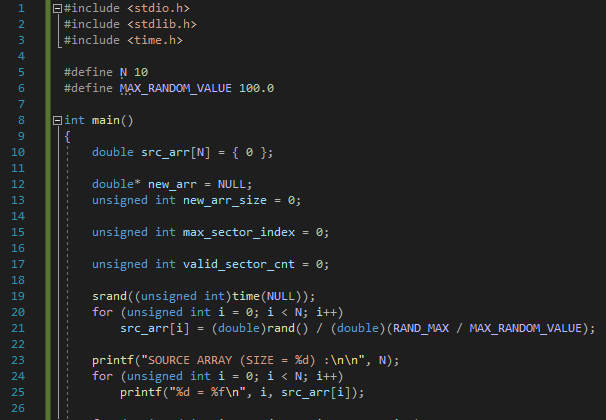 1 #include <stdio.h>
2 #include <stdlib.h>
3 #include <time.h>
4
5 #define N 10
6 #define MAX_RANDOM_VALUE 100.0
7
8 int main()
9 {
10 double src_arr[N] = { 0 };
11
12 double* new_arr = NULL;
13 unsigned int new_arr_size = 0;
14
15 unsigned int max_sector_index = 0;
16
17 unsigned int valid_sector_cnt = 0;
18
19 srand((unsigned int)time(NULL));
20 for (unsigned int i = 0; i < N; i++)
21 src_arr[i] = (double)rand() / (double)(RAND_MAX / MAX_RANDOM_VALUE);
22
23 printf("SOURCE ARRAY (SIZE = %d) :\n\n", N);
24 for (unsigned int i = 0; i < N; i++)
25 printf("%d = %f\n", i, src_arr[i]);
26